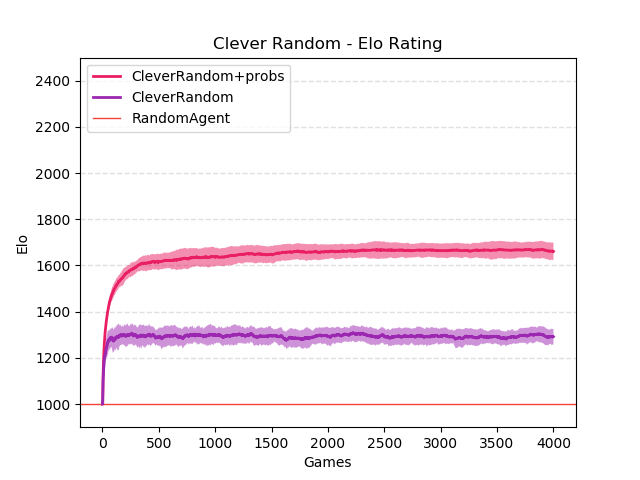 Clever Random - Elo Rating
CleverRandom+probs
CleverRandom
RandomAgent
2400
2200
2000
1800
1600
1400
1200
1000
Elo
0 500 1000 1500 2000 2500 3000 3500 4000
Games